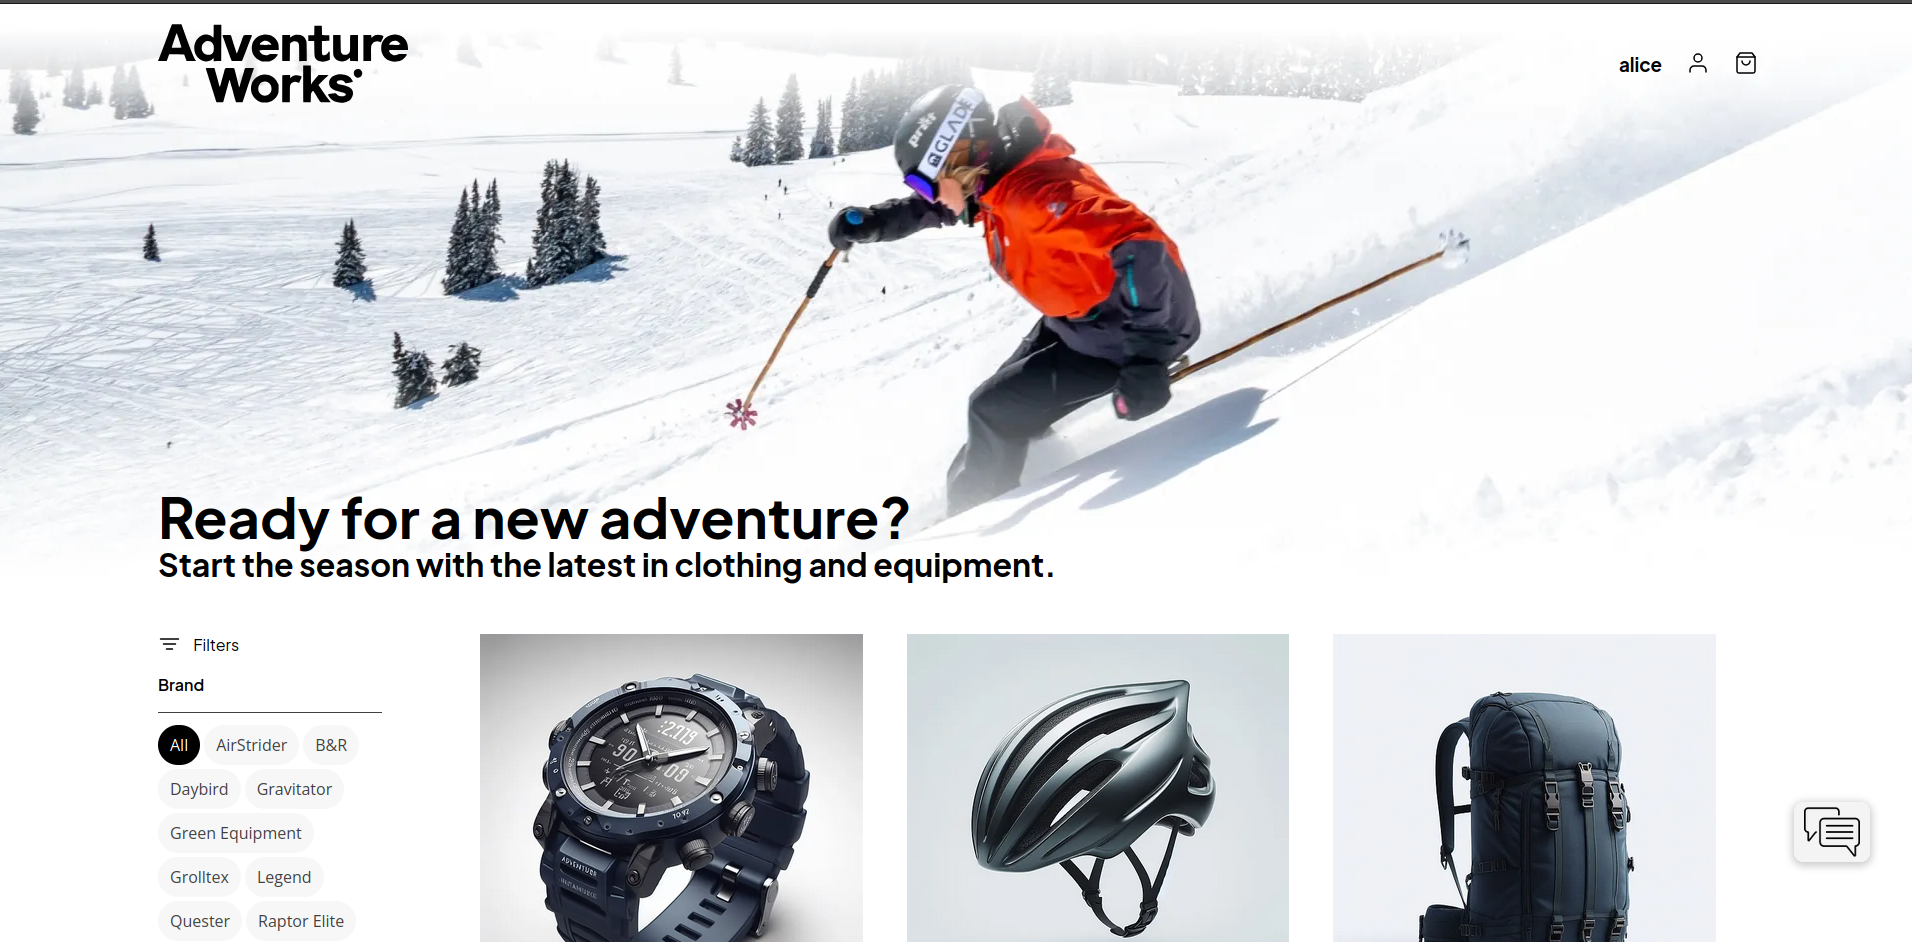 Adventure
Works
alice
GLADE
Ready for a new adventure?
Start the season with the latest in clothing and equipment.
Filters
Brand
All
AirStrider
B&R
Daybird
Gravitator
Green Equipment
Grolltex
Legend
Quester
Raptor Elite